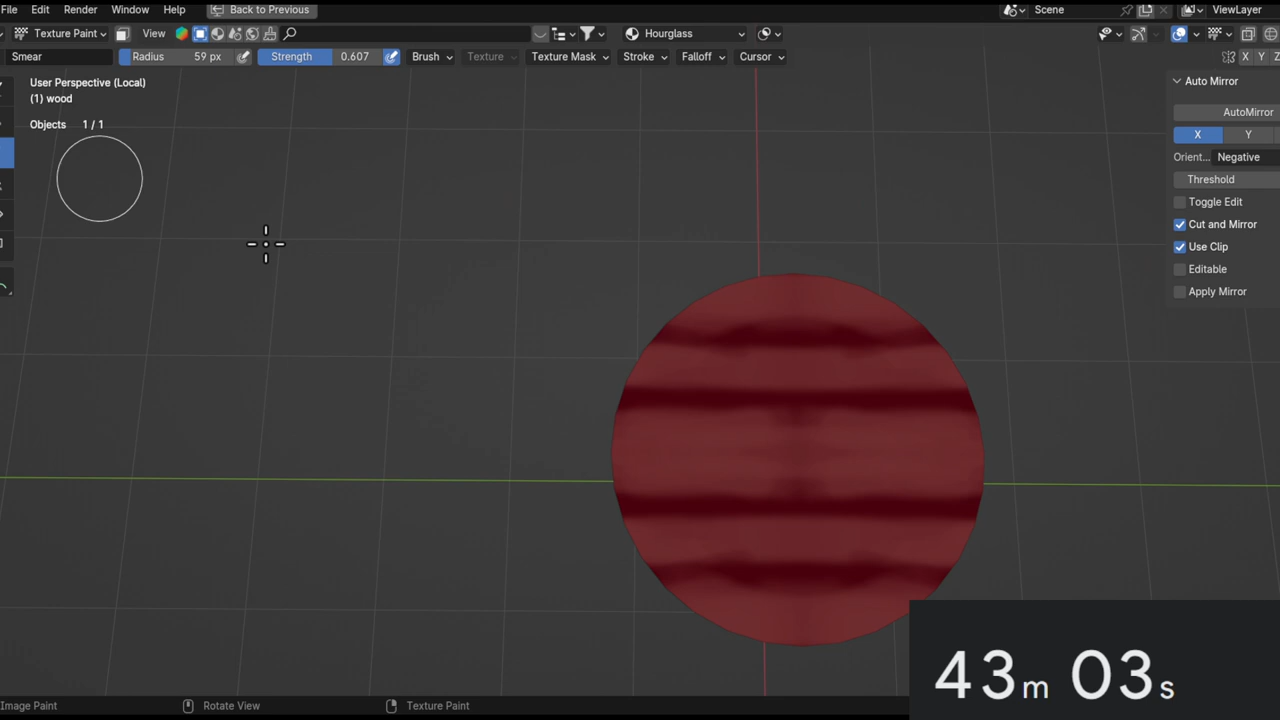 File Edit Render Window Help Back to Previous Scene ViewLayer
Texture Paint View Hourglass
Smear Radius 59 px Strength 0.607 Brush Texture Texture Mask Stroke Falloff Cursor X Y Z
User Perspective (Local)
(1) wood
Objects 1 / 1
Auto Mirror
AutoMirror
X Y
Orient... Negative
Threshold
Toggle Edit
Cut and Mirror
Use Clip
Editable
Apply Mirror
43m 03s
Image Paint Rotate View Texture Paint